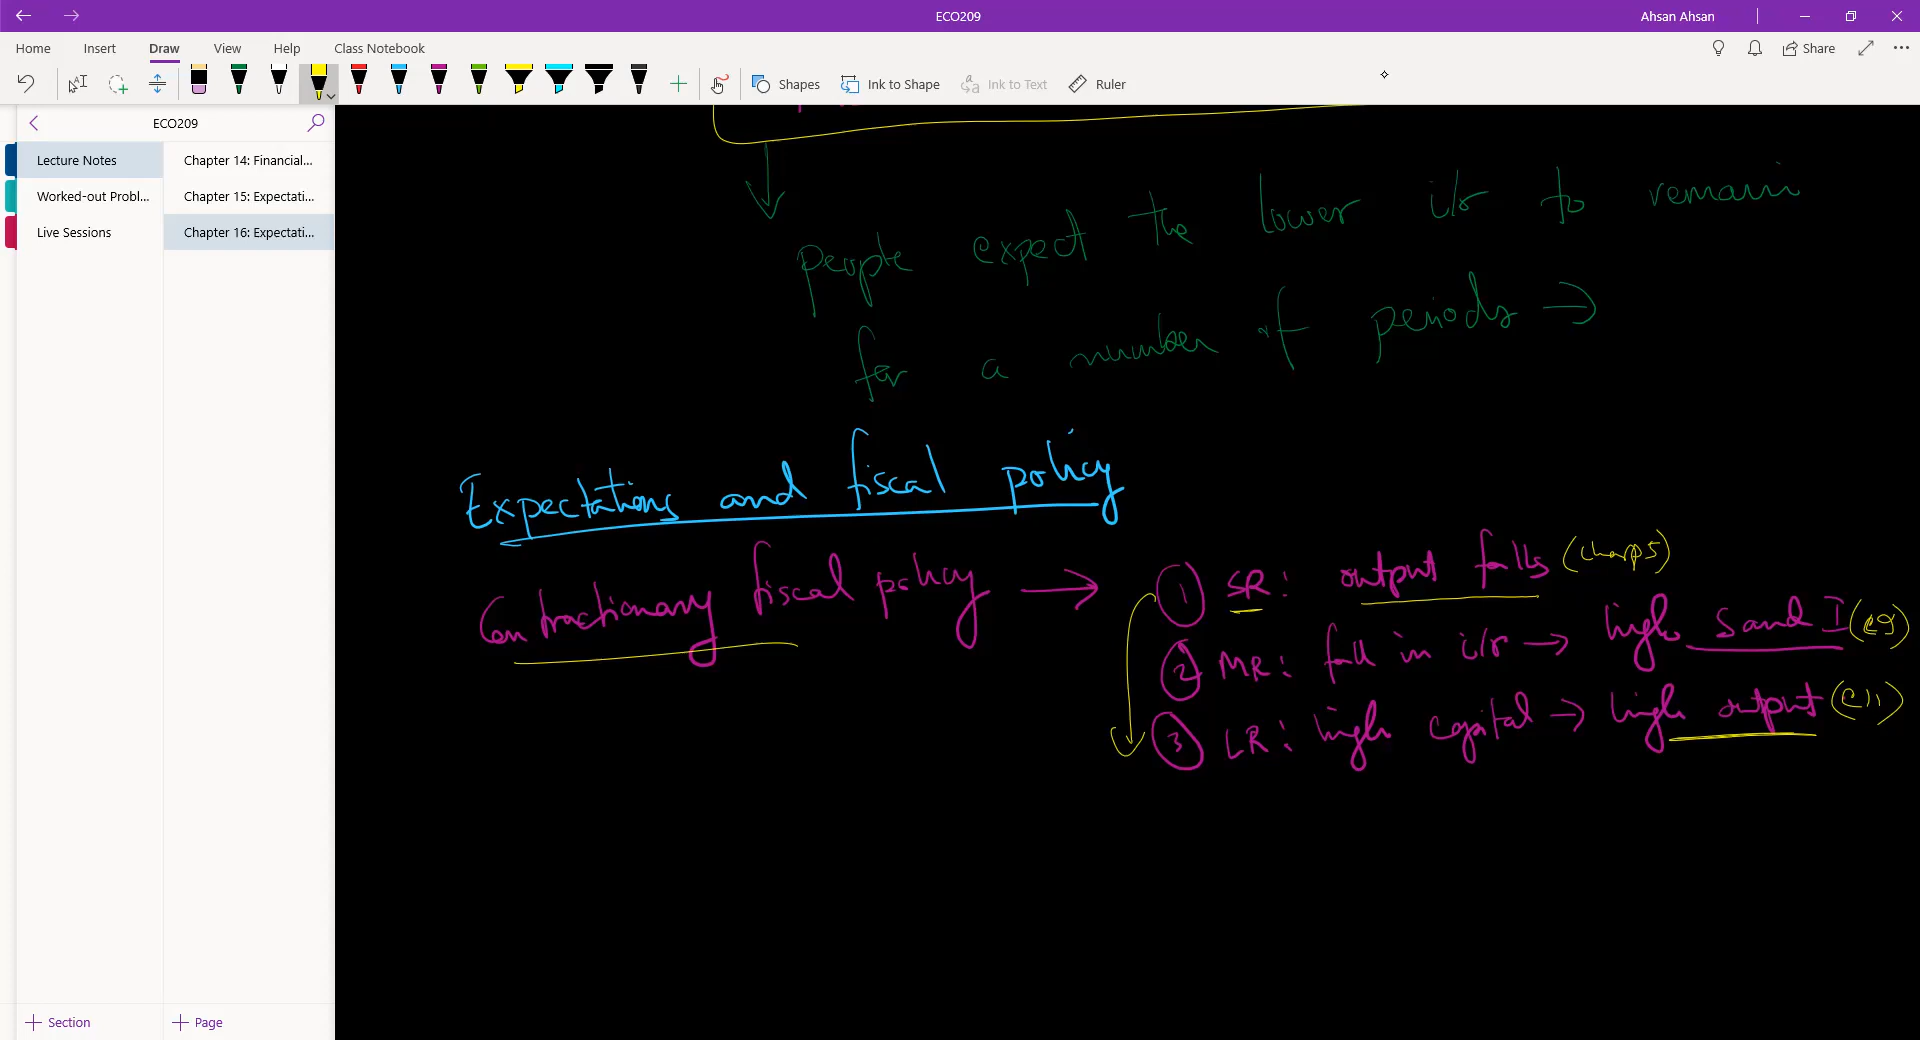 ECO209
Ahsan Ahsan
Home Insert Draw View Help Class Notebook
Share
Shapes Ink to Shape Ink to Text Ruler
ECO209
Lecture Notes
Worked-out Probl...
Live Sessions
Chapter 14: Financial...
Chapter 15: Expectati...
Chapter 16: Expectati...
people expect the lower i/r to remain
for a number of periods →
Expectations and fiscal policy
Contractionary fiscal policy →
① SR: output falls (chap5)
② MR: fall in i/r → high S and I (C9)
③ LR: high capital → high output (C11)
+ Section
+ Page